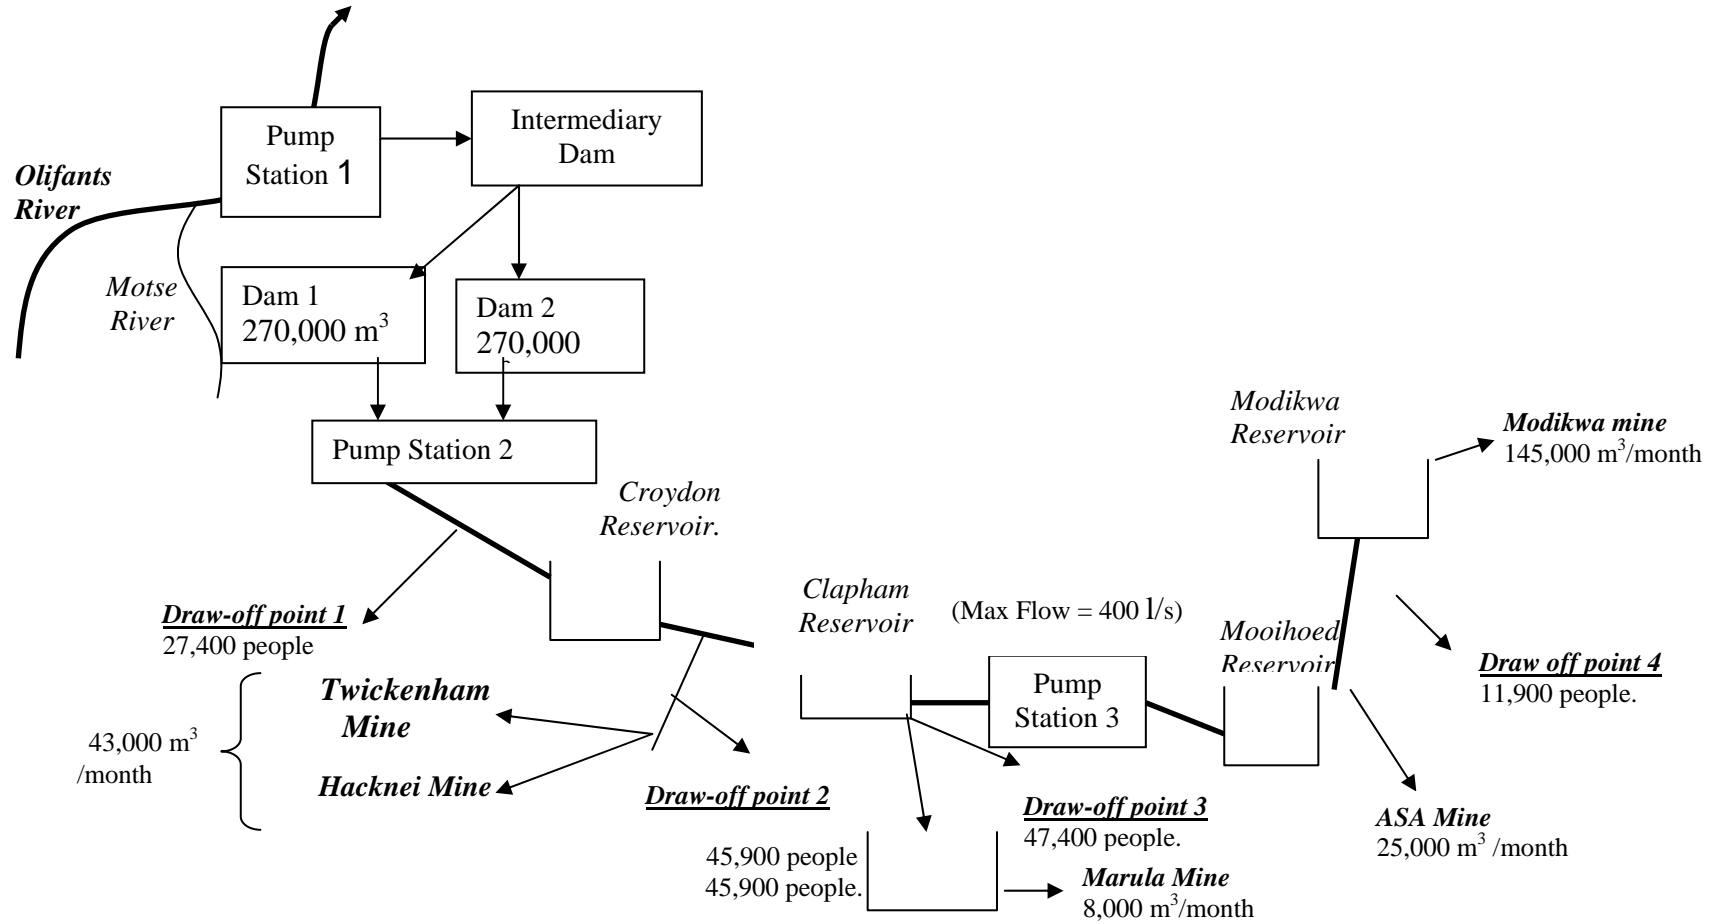 Pump
Station 1
Intermediary
Dam
Olifants
River
Motse
River
Dam 1
270,000 m³
Dam 2
270,000
Pump Station 2
Croydon
Reservoir.
Modikwa
Reservoir
Modikwa mine
145,000 m³/month
Clapham
Reservoir
(Max Flow = 400 l/s)
Mooihoed
Reservoir
Draw-off point 1
27,400 people
Twickenham
Mine
Pump
Station 3
Draw off point 4
11,900 people.
43,000 m³
/month
Hacknei Mine
Draw-off point 2
Draw-off point 3
47,400 people.
ASA Mine
25,000 m³ /month
45,900 people
45,900 people.
Marula Mine
8,000 m³/month